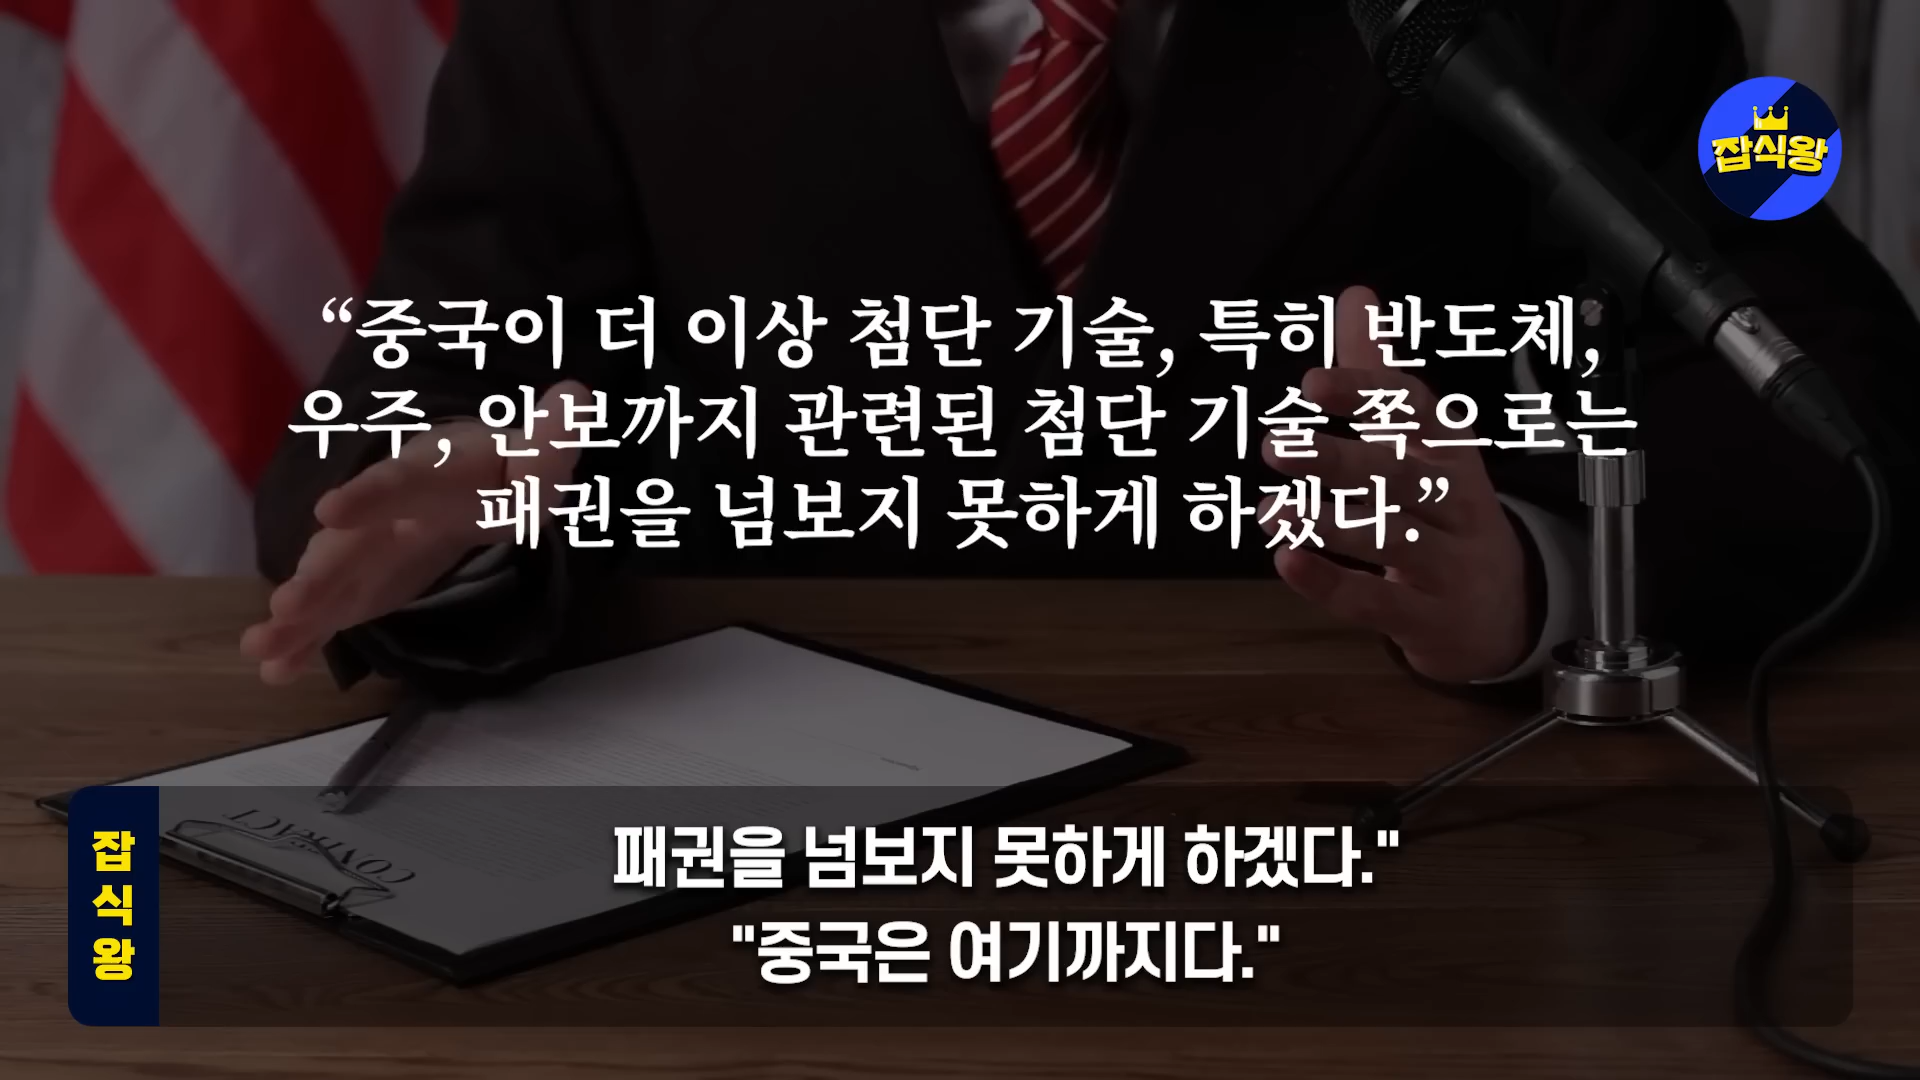 잡식왕
“중국이 더 이상 첨단 기술, 특히 반도체,
우주, 안보까지 관련된 첨단 기술 쪽으로는
패권을 넘보지 못하게 하겠다.”
CONTRACT
잡식왕
패권을 넘보지 못하게 하겠다."
"중국은 여기까지다."